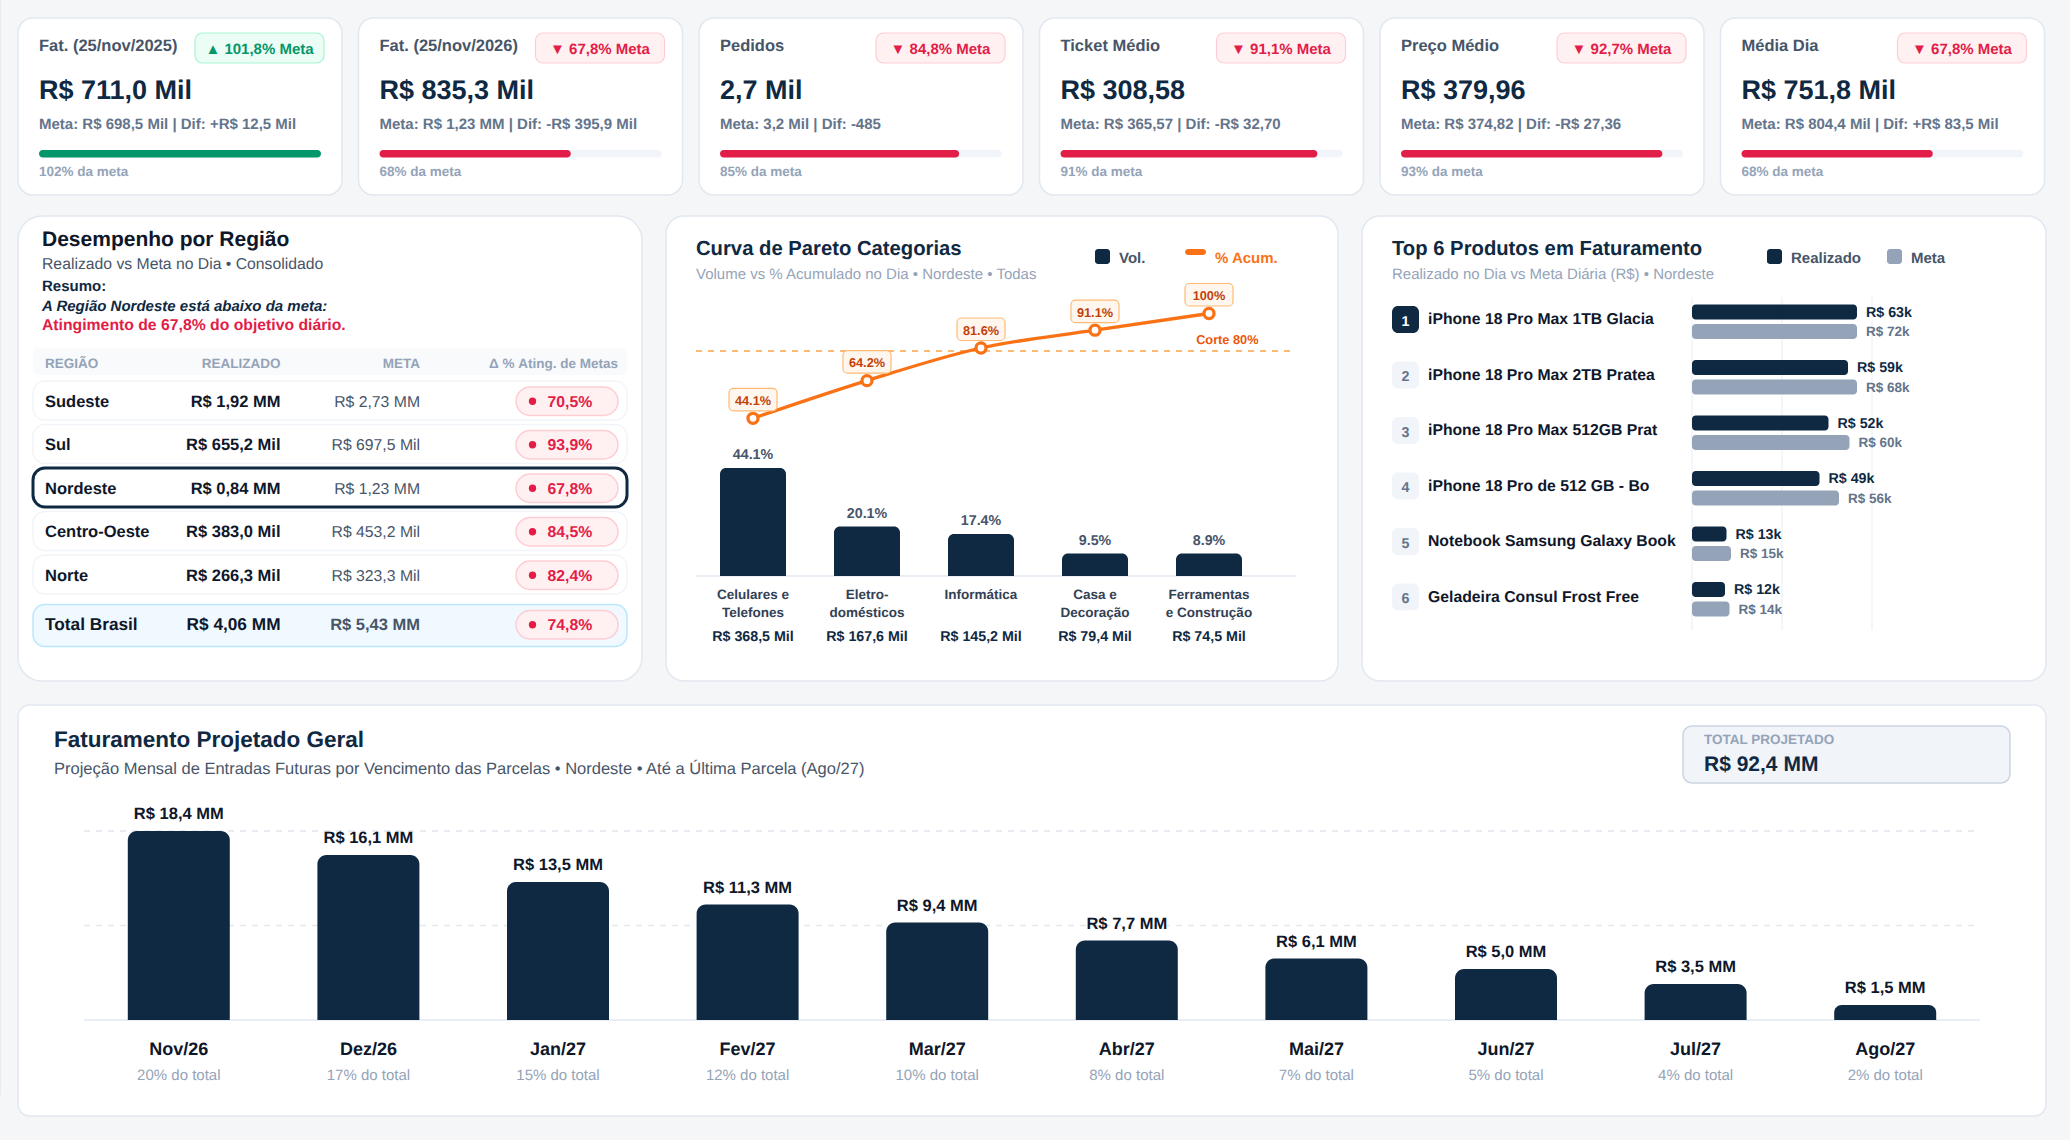 Fat. (25/nov/2025) ▲ 101,8% Meta
R$ 711,0 Mil
Meta: R$ 698,5 Mil | Dif: +R$ 12,5 Mil
102% da meta
Fat. (25/nov/2026) ▼ 67,8% Meta
R$ 835,3 Mil
Meta: R$ 1,23 MM | Dif: -R$ 395,9 Mil
68% da meta
Pedidos ▼ 84,8% Meta
2,7 Mil
Meta: 3,2 Mil | Dif: -485
85% da meta
Ticket Médio ▼ 91,1% Meta
R$ 308,58
Meta: R$ 365,57 | Dif: -R$ 32,70
91% da meta
Preço Médio ▼ 92,7% Meta
R$ 379,96
Meta: R$ 374,82 | Dif: -R$ 27,36
93% da meta
Média Dia ▼ 67,8% Meta
R$ 751,8 Mil
Meta: R$ 804,4 Mil | Dif: +R$ 83,5 Mil
68% da meta
Desempenho por Região
Realizado vs Meta no Dia • Consolidado
Resumo:
A Região Nordeste está abaixo da meta:
Atingimento de 67,8% do objetivo diário.
REGIÃO REALIZADO META Δ % Ating. de Metas
Sudeste R$ 1,92 MM R$ 2,73 MM 70,5%
Sul R$ 655,2 Mil R$ 697,5 Mil 93,9%
Nordeste R$ 0,84 MM R$ 1,23 MM 67,8%
Centro-Oeste R$ 383,0 Mil R$ 453,2 Mil 84,5%
Norte R$ 266,3 Mil R$ 323,3 Mil 82,4%
Total Brasil R$ 4,06 MM R$ 5,43 MM 74,8%
Curva de Pareto Categorias
Volume vs % Acumulado no Dia • Nordeste • Todas
Vol. % Acum.
44.1% 64.2% 81.6% 91.1% 100%
Corte 80%
44.1% 20.1% 17.4% 9.5% 8.9%
Celulares e Eletro- Informática Casa e Ferramentas
Telefones domésticos Decoração e Construção
R$ 368,5 Mil R$ 167,6 Mil R$ 145,2 Mil R$ 79,4 Mil R$ 74,5 Mil
Top 6 Produtos em Faturamento
Realizado no Dia vs Meta Diária (R$) • Nordeste
Realizado Meta
1 iPhone 18 Pro Max 1TB Glacia R$ 63k
R$ 72k
2 iPhone 18 Pro Max 2TB Pratea R$ 59k
R$ 68k
3 iPhone 18 Pro Max 512GB Prat R$ 52k
R$ 60k
4 iPhone 18 Pro de 512 GB - Bo R$ 49k
R$ 56k
5 Notebook Samsung Galaxy Book R$ 13k
R$ 15k
6 Geladeira Consul Frost Free R$ 12k
R$ 14k
Faturamento Projetado Geral
Projeção Mensal de Entradas Futuras por Vencimento das Parcelas • Nordeste • Até a Última Parcela (Ago/27)
TOTAL PROJETADO
R$ 92,4 MM
R$ 18,4 MM R$ 16,1 MM R$ 13,5 MM R$ 11,3 MM R$ 9,4 MM R$ 7,7 MM R$ 6,1 MM R$ 5,0 MM R$ 3,5 MM R$ 1,5 MM
Nov/26 Dez/26 Jan/27 Fev/27 Mar/27 Abr/27 Mai/27 Jun/27 Jul/27 Ago/27
20% do total 17% do total 15% do total 12% do total 10% do total 8% do total 7% do total 5% do total 4% do total 2% do total